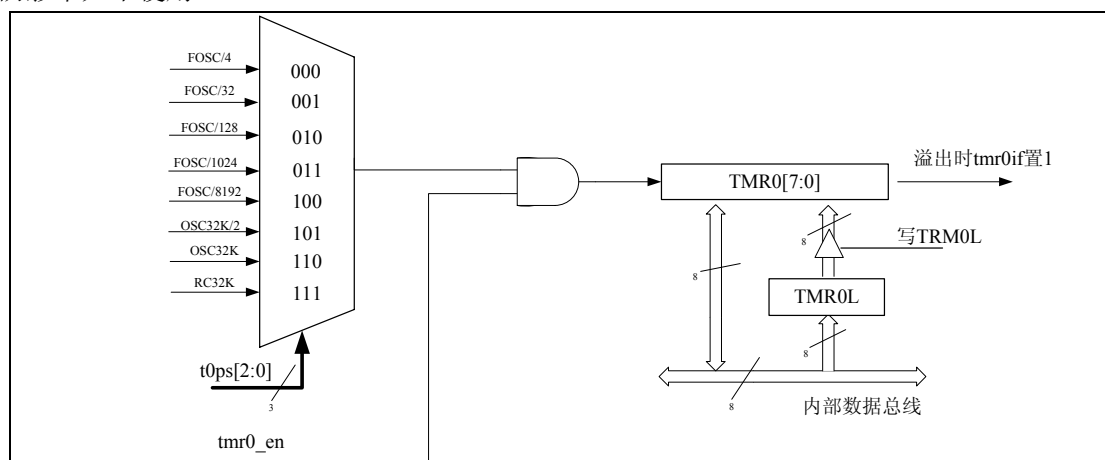 FOSC/4
000
FOSC/32
001
FOSC/128
010
FOSC/1024
011
FOSC/8192
100
OSC32K/2
101
OSC32K
110
RC32K
111
t0ps[2:0]
3
tmr0_en
TMR0[7:0]
溢出时tmr0if置1
8
写TRM0L
8
TMR0L
8
8
内部数据总线